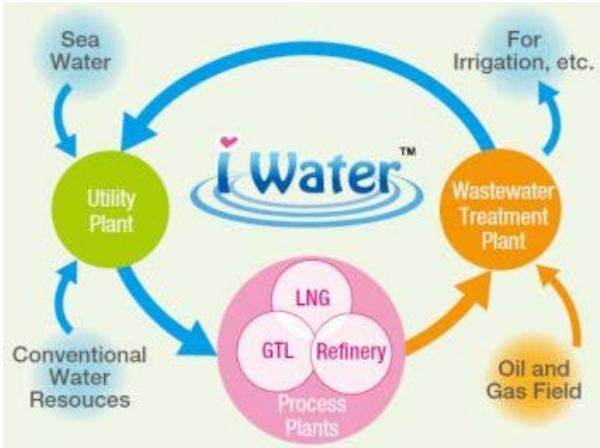 Sea
Water
For
Irrigation, etc.
i Water™
Utility
Plant
Wastewater
Treatment
Plant
LNG
GTL
Refinery
Process
Plants
Conventional
Water
Resouces
Oil and
Gas Field